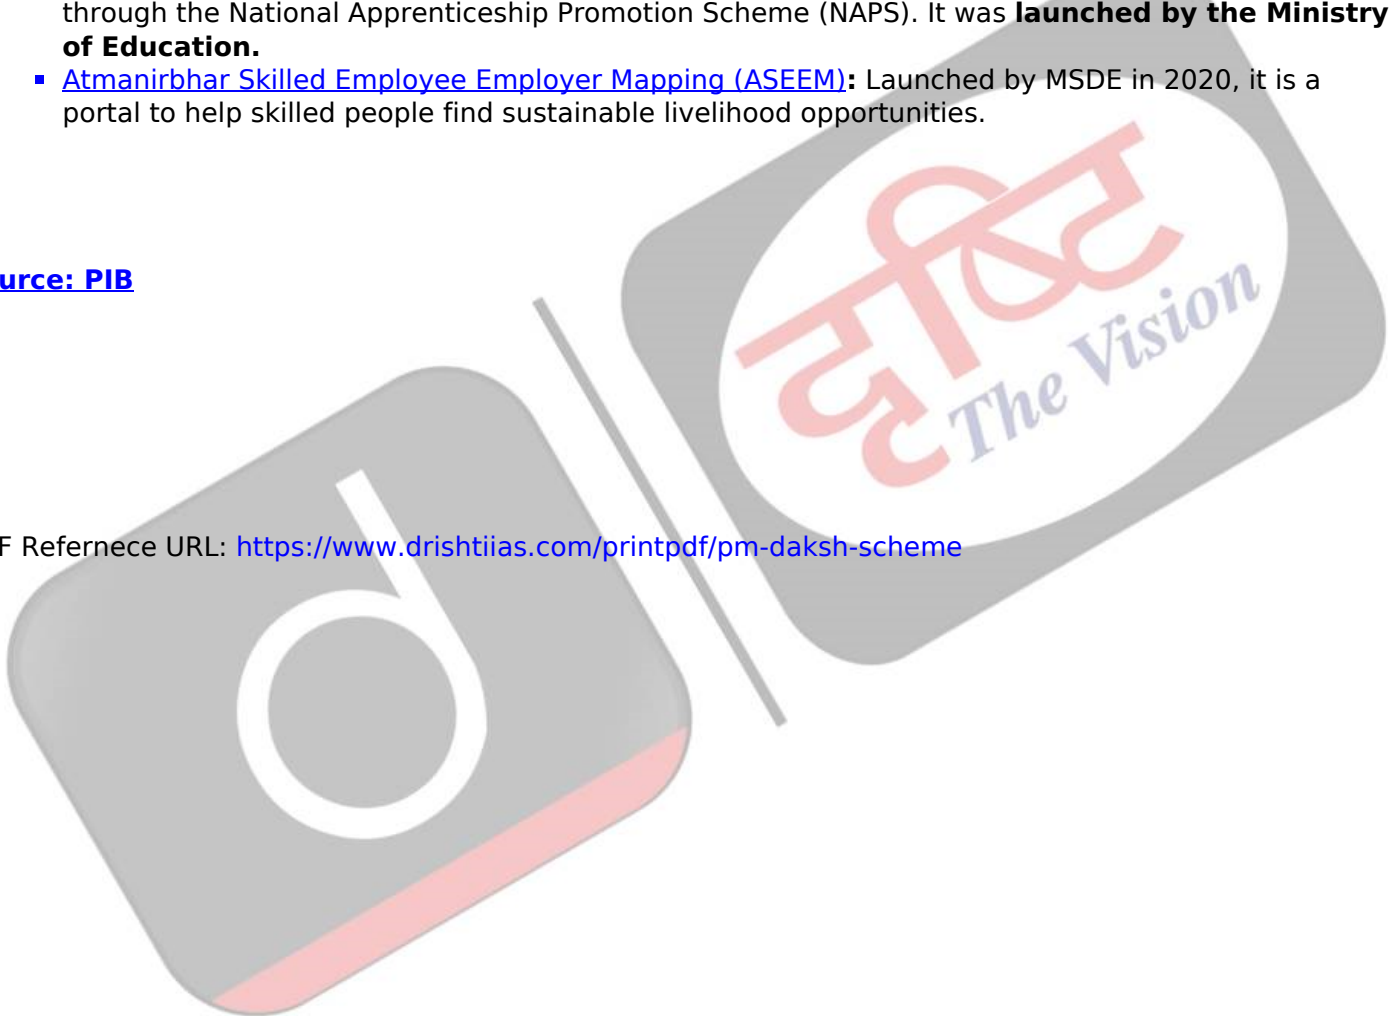 through the National Apprenticeship Promotion Scheme (NAPS). It was launched by the Ministry
of Education.
Atmanirbhar Skilled Employee Employer Mapping (ASEEM): Launched by MSDE in 2020, it is a
portal to help skilled people find sustainable livelihood opportunities.
दृष्टि
The Vision
urce: PIB
F Refernece URL: https://www.drishtiias.com/printpdf/pm-daksh-scheme
d